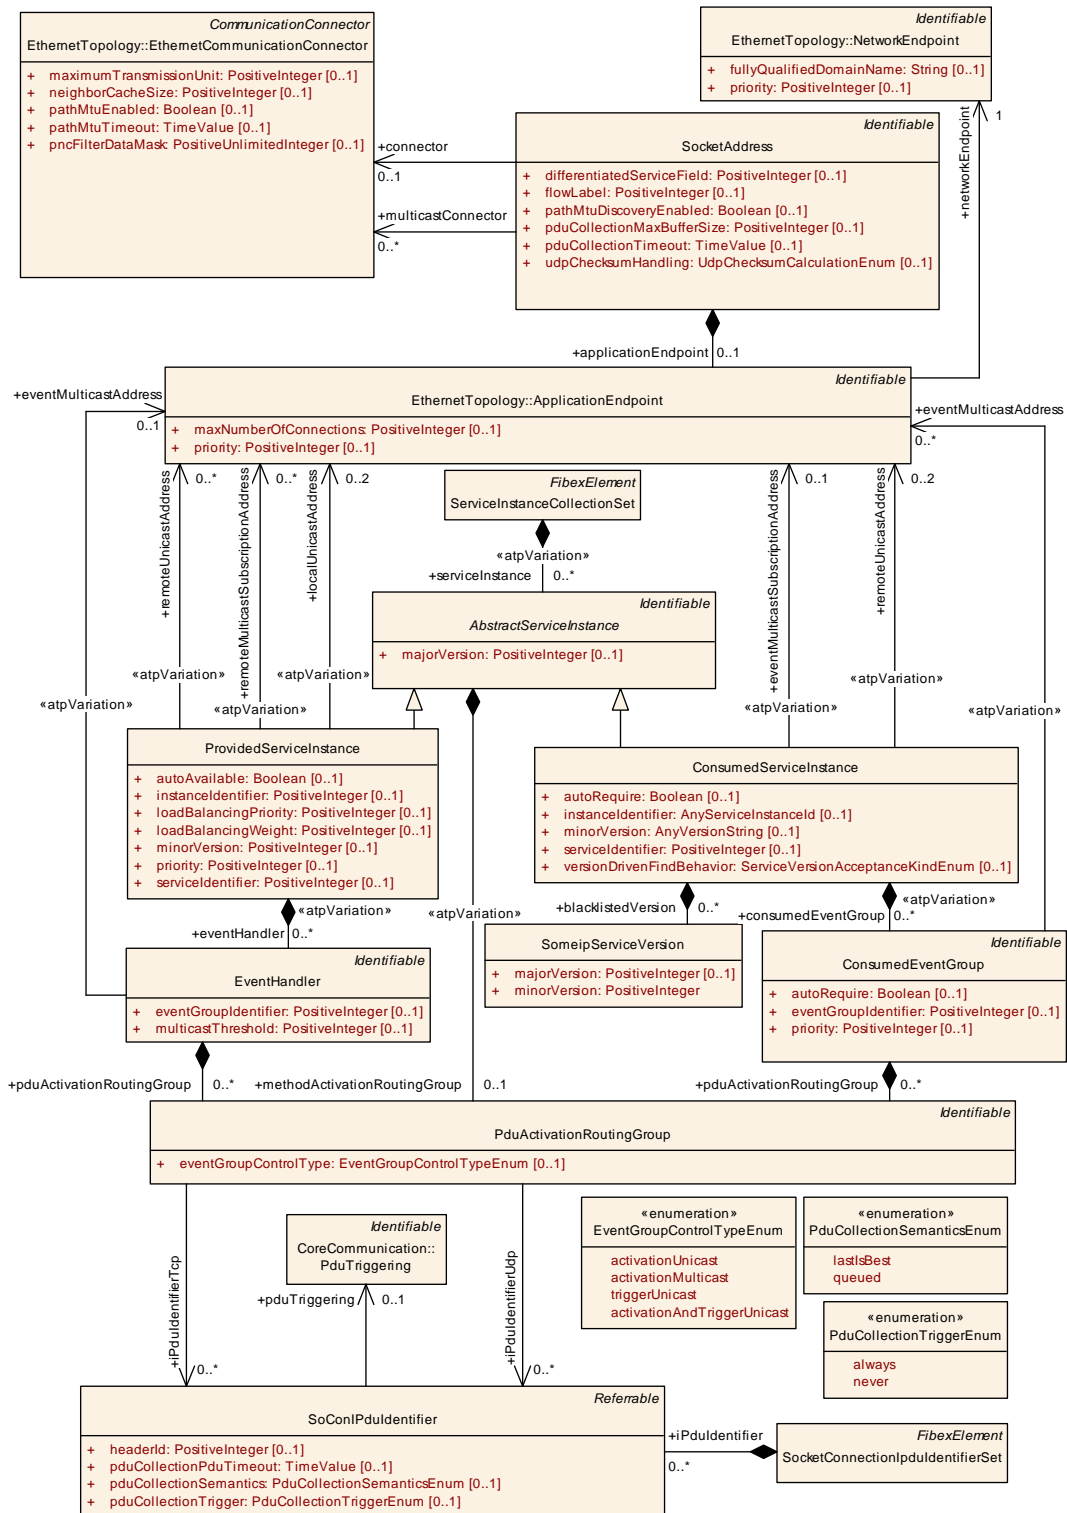 CommunicationConnector
EthernetTopology::EthernetCommunicationConnector
+ maximumTransmissionUnit: PositiveInteger [0..1]
+ neighborCacheSize: PositiveInteger [0..1]
+ pathMtuEnabled: Boolean [0..1]
+ pathMtuTimeout: TimeValue [0..1]
+ pncFilterDataMask: PositiveUnlimitedInteger [0..1]
Identifiable
EthernetTopology::NetworkEndpoint
+ fullyQualifiedDomainName: String [0..1]
+ priority: PositiveInteger [0..1]
1
+networkEndpoint
+connector
0..1
+multicastConnector
0..*
Identifiable
SocketAddress
+ differentiatedServiceField: PositiveInteger [0..1]
+ flowLabel: PositiveInteger [0..1]
+ pathMtuDiscoveryEnabled: Boolean [0..1]
+ pduCollectionMaxBufferSize: PositiveInteger [0..1]
+ pduCollectionTimeout: TimeValue [0..1]
+ udpChecksumHandling: UdpChecksumCalculationEnum [0..1]
+applicationEndpoint 0..1
+eventMulticastAddress
0..1
Identifiable
EthernetTopology::ApplicationEndpoint
+ maxNumberOfConnections: PositiveInteger [0..1]
+ priority: PositiveInteger [0..1]
+eventMulticastAddress
0..*
+remoteUnicastAddress
0..*
+remoteMulticastSubscriptionAddress
0..*
+localUnicastAddress
0..2
+eventMulticastSubscriptionAddress
0..1
+remoteUnicastAddress
0..2
FibexElement
ServiceInstanceCollectionSet
«atpVariation»
+serviceInstance 0..*
Identifiable
AbstractServiceInstance
+ majorVersion: PositiveInteger [0..1]
«atpVariation»
«atpVariation»
«atpVariation»
«atpVariation»
«atpVariation»
«atpVariation»
«atpVariation»
ProvidedServiceInstance
+ autoAvailable: Boolean [0..1]
+ instanceIdentifier: PositiveInteger [0..1]
+ loadBalancingPriority: PositiveInteger [0..1]
+ loadBalancingWeight: PositiveInteger [0..1]
+ minorVersion: PositiveInteger [0..1]
+ priority: PositiveInteger [0..1]
+ serviceIdentifier: PositiveInteger [0..1]
ConsumedServiceInstance
+ autoRequire: Boolean [0..1]
+ instanceIdentifier: AnyServiceInstanceId [0..1]
+ minorVersion: AnyVersionString [0..1]
+ serviceIdentifier: PositiveInteger [0..1]
+ versionDrivenFindBehavior: ServiceVersionAcceptanceKindEnum [0..1]
«atpVariation»
+eventHandler 0..*
«atpVariation»
+blacklistedVersion 0..*
«atpVariation»
+consumedEventGroup 0..*
Identifiable
EventHandler
+ eventGroupIdentifier: PositiveInteger [0..1]
+ multicastThreshold: PositiveInteger [0..1]
SomeipServiceVersion
+ majorVersion: PositiveInteger [0..1]
+ minorVersion: PositiveInteger
Identifiable
ConsumedEventGroup
+ autoRequire: Boolean [0..1]
+ eventGroupIdentifier: PositiveInteger [0..1]
+ priority: PositiveInteger [0..1]
+pduActivationRoutingGroup 0..*
+methodActivationRoutingGroup 0..1
+pduActivationRoutingGroup 0..*
Identifiable
PduActivationRoutingGroup
+ eventGroupControlType: EventGroupControlTypeEnum [0..1]
+iPduIdentifierTcp
0..*
+iPduIdentifierUdp
0..*
Identifiable
CoreCommunication::
PduTriggering
+pduTriggering 0..1
«enumeration»
EventGroupControlTypeEnum
activationUnicast
activationMulticast
triggerUnicast
activationAndTriggerUnicast
«enumeration»
PduCollectionSemanticsEnum
lastIsBest
queued
«enumeration»
PduCollectionTriggerEnum
always
never
Referrable
SoConIPduIdentifier
+ headerId: PositiveInteger [0..1]
+ pduCollectionPduTimeout: TimeValue [0..1]
+ pduCollectionSemantics: PduCollectionSemanticsEnum [0..1]
+ pduCollectionTrigger: PduCollectionTriggerEnum [0..1]
+iPduIdentifier
0..*
FibexElement
SocketConnectionIpduIdentifierSet